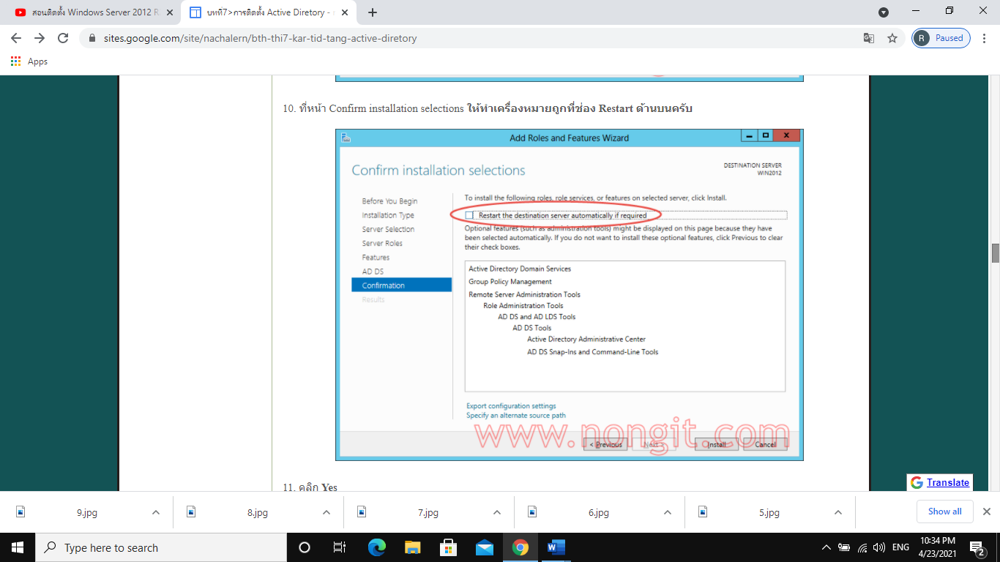 สอนติดตั้ง Windows Server 2012 R
บทที่7>การติดตั้ง Active Diretory -
sites.google.com/site/nachalern/bth-thi7-kar-tid-tang-active-diretory
R Paused
Apps
10. ที่หน้า Confirm installation selections ให้ทำเครื่องหมายถูกที่ช่อง Restart ด้านบนครับ
Add Roles and Features Wizard
Confirm installation selections
DESTINATION SERVER
WIN2012
Before You Begin
Installation Type
Server Selection
Server Roles
Features
AD DS
Confirmation
Results
To install the following roles, role services, or features on selected server, click Install.
Restart the destination server automatically if required
Optional features (such as administration tools) might be displayed on this page because they have
been selected automatically. If you do not want to install these optional features, click Previous to clear
their check boxes.
Active Directory Domain Services
Group Policy Management
Remote Server Administration Tools
Role Administration Tools
AD DS and AD LDS Tools
AD DS Tools
Active Directory Administrative Center
AD DS Snap-Ins and Command-Line Tools
Export configuration settings
Specify an alternate source path
www.nongit.com
< Previous
Next >
Install
Cancel
11. คลิก Yes
Translate
9.jpg
8.jpg
7.jpg
6.jpg
5.jpg
Show all
Type here to search
ENG
10:34 PM
4/23/2021
2